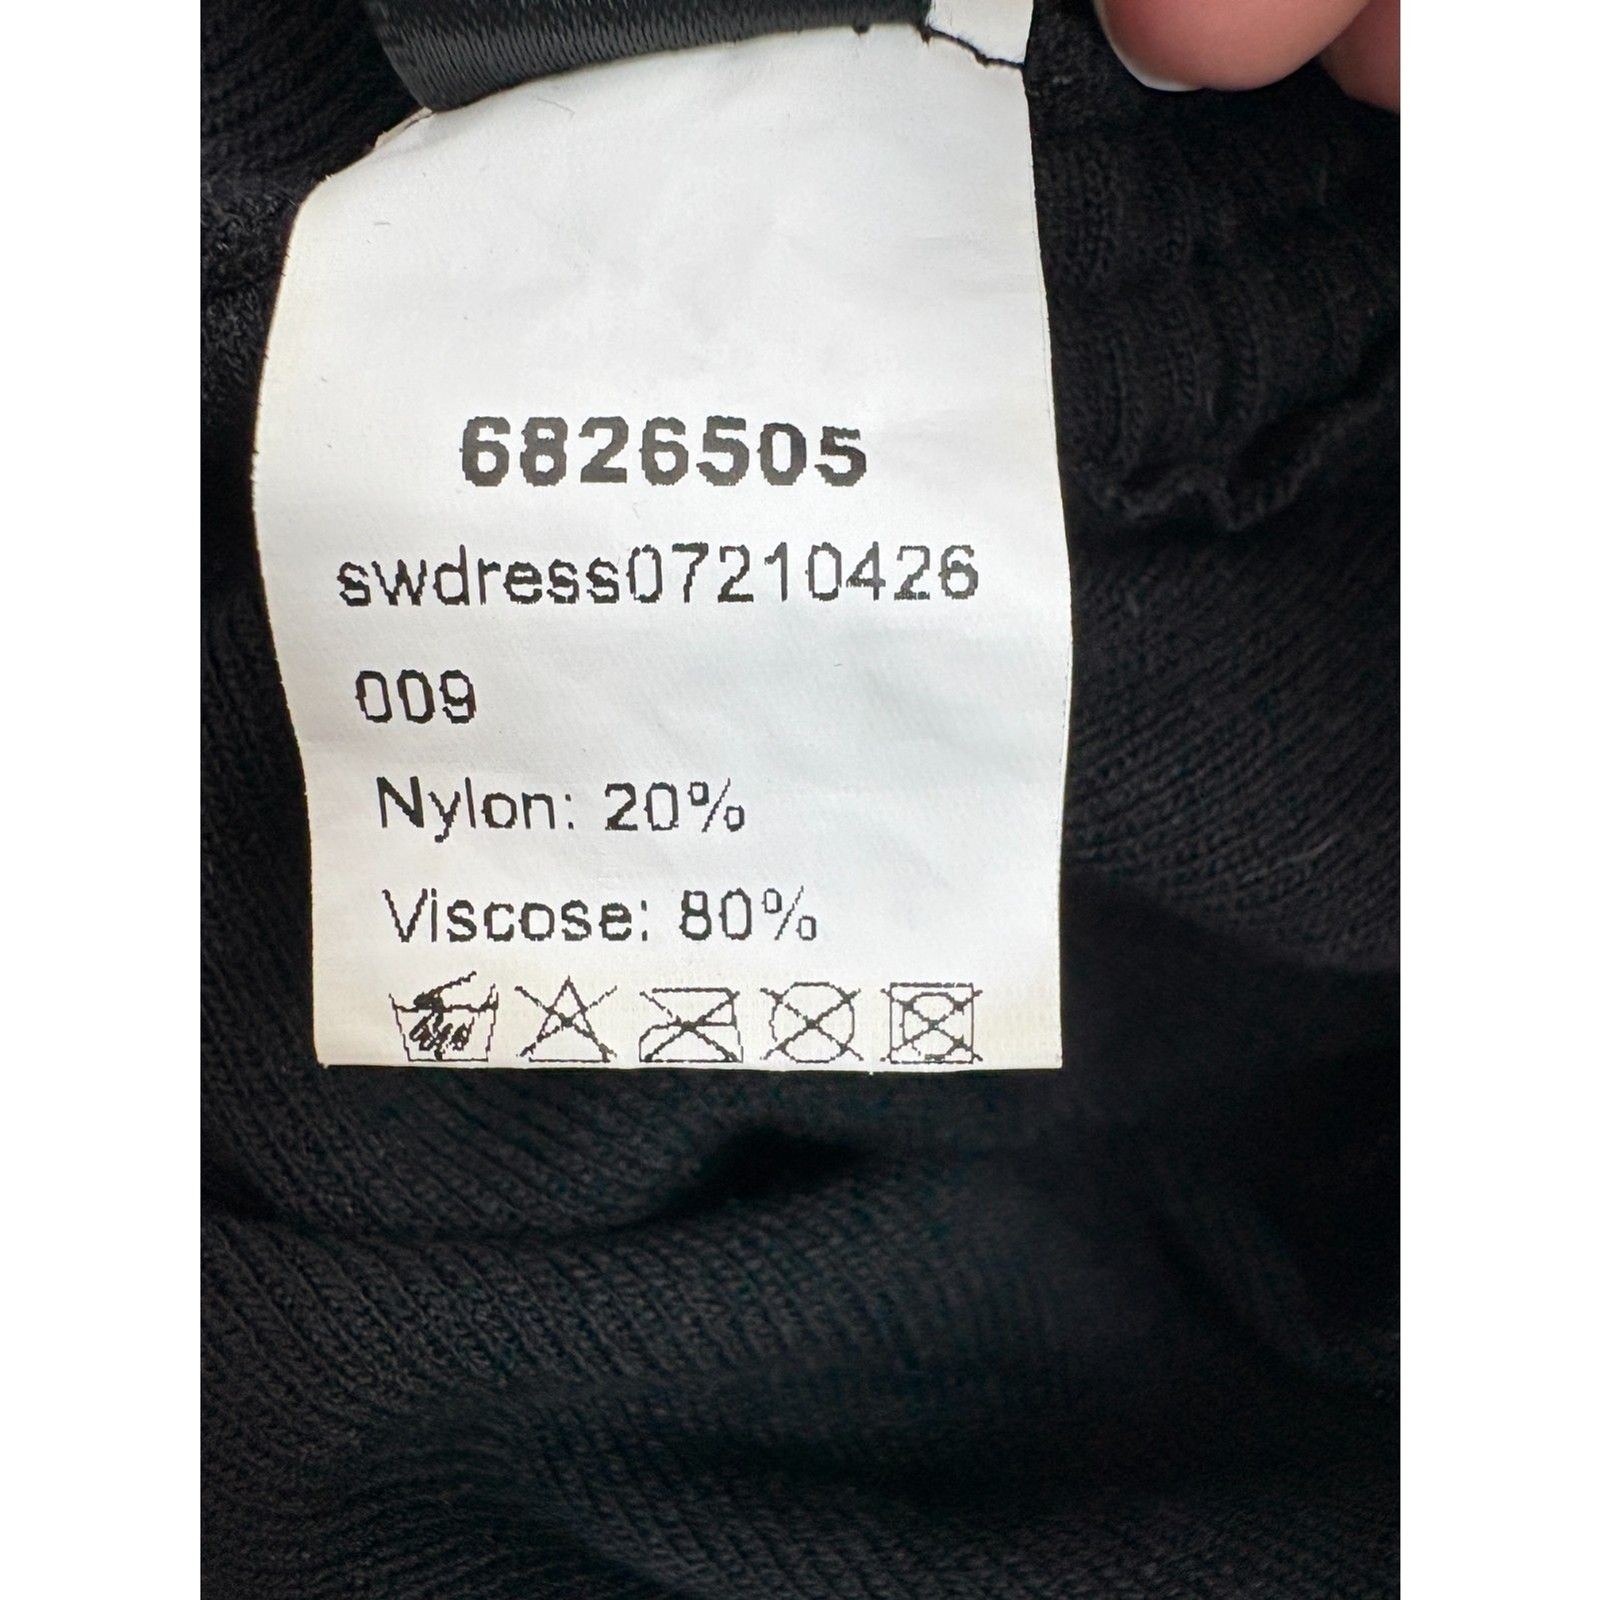 6826505
swdress07210426
009
Nylon: 20%
Viscose: 80%